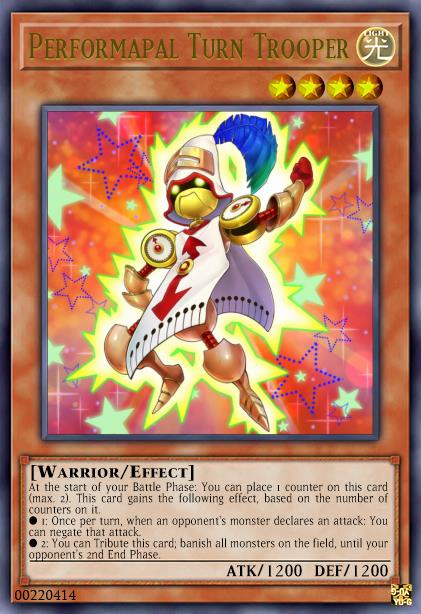 PERFORMAPAL TURN TROOPER
LIGHT
光
[WARRIOR/EFFECT]
At the start of your Battle Phase: You can place 1 counter on this card
(max. 2). This card gains the following effect, based on the number of
counters on it.
● 1: Once per turn, when an opponent's monster declares an attack: You
can negate that attack.
● 2: You can Tribute this card; banish all monsters on the field, until your
opponent's 2nd End Phase.
ATK/1200 DEF/1200
00220414